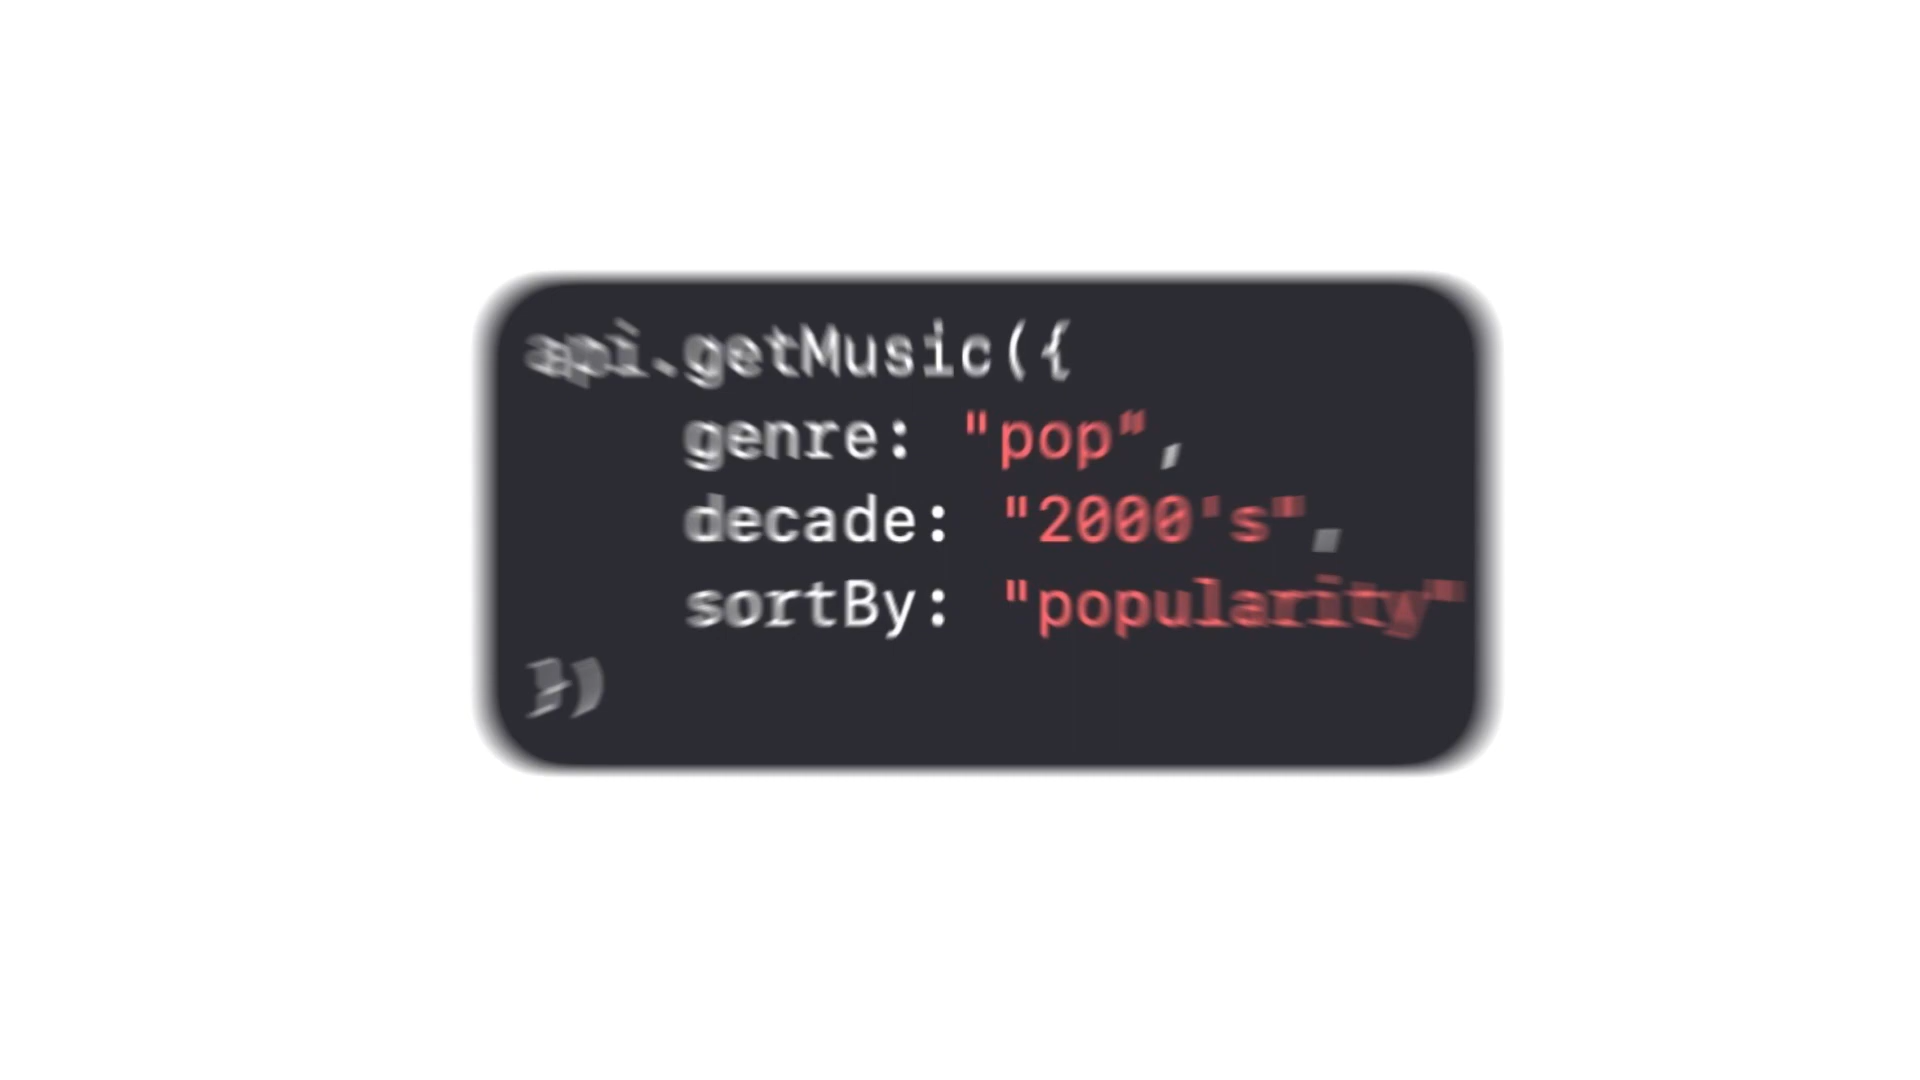 api.getMusic({
genre: "pop",
decade: "2000's",
sortBy: "popularity"
})